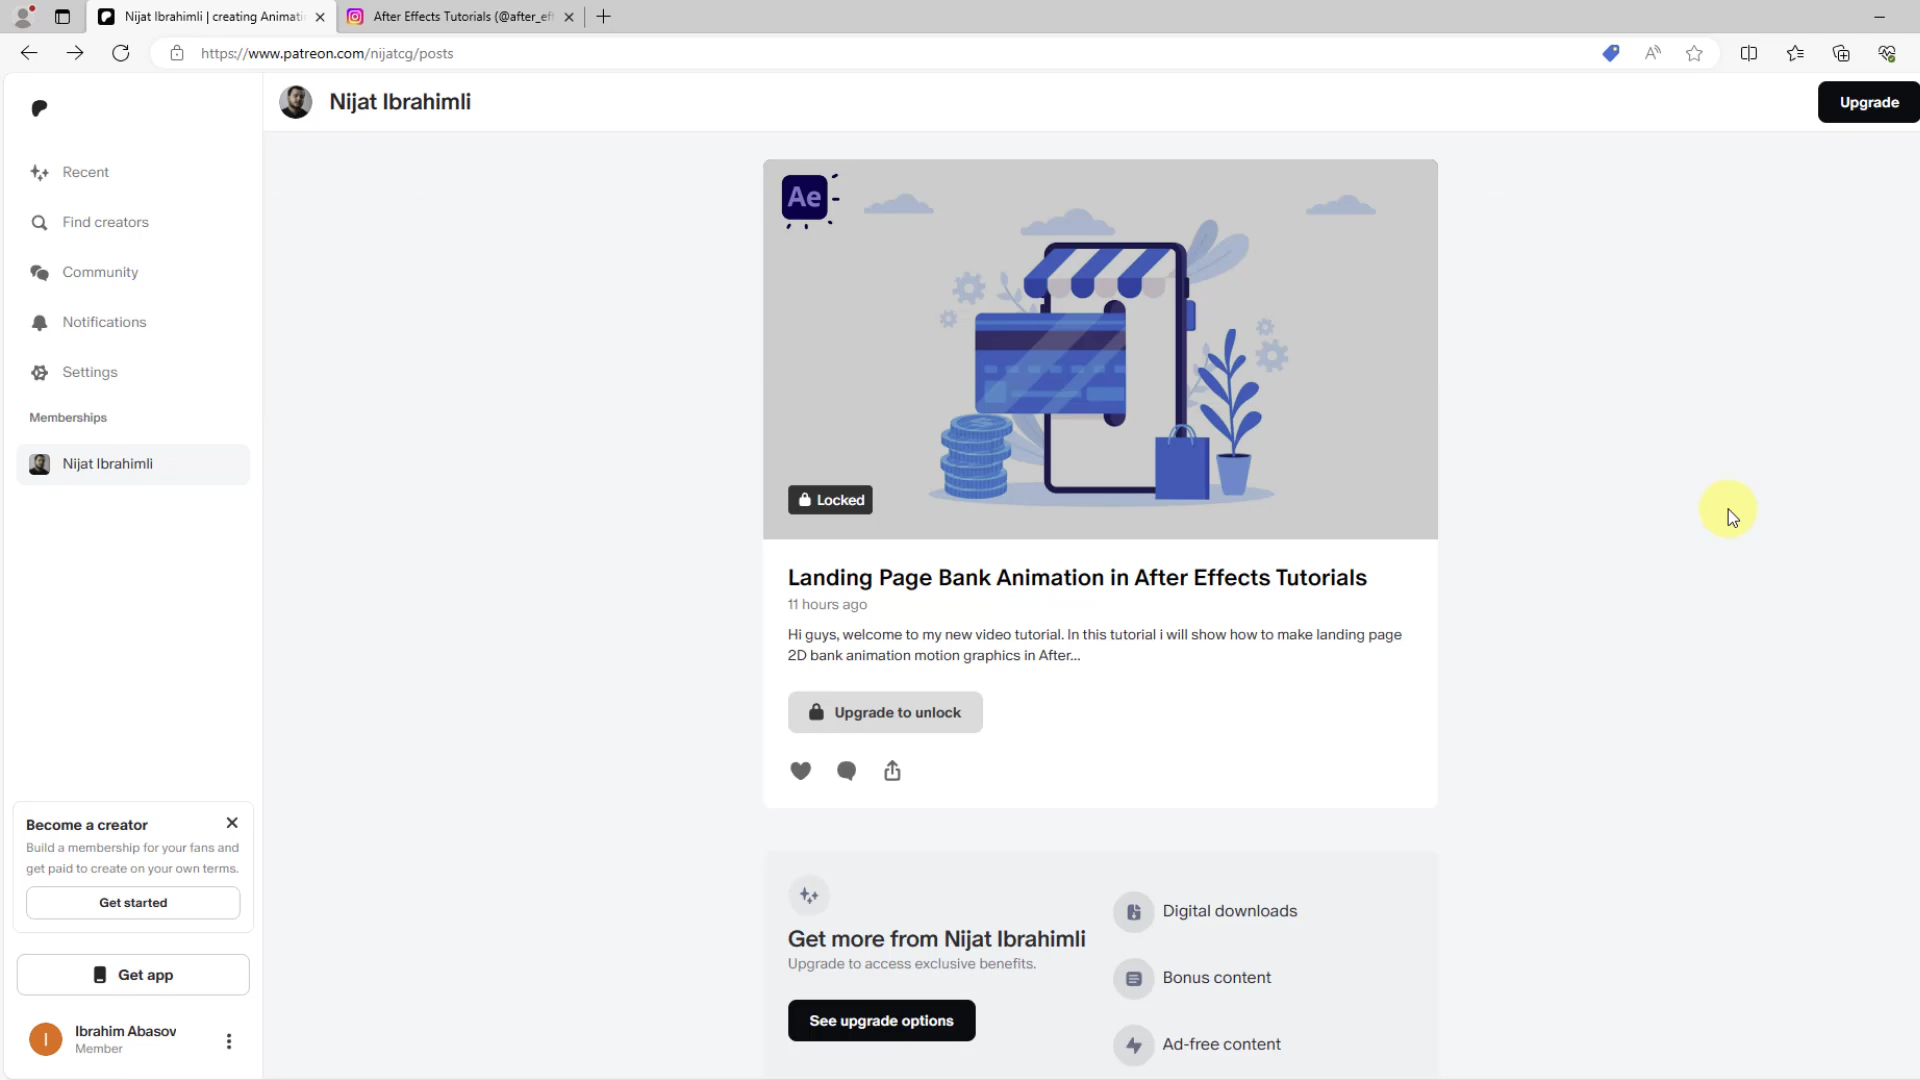 Nijat Ibrahimli | creating Animati
After Effects Tutorials (@after_eff
https://www.patreon.com/nijatcg/posts
Nijat Ibrahimli
Upgrade
Recent
Find creators
Community
Notifications
Settings
Memberships
Nijat Ibrahimli
Ae
Locked
Landing Page Bank Animation in After Effects Tutorials
11 hours ago
Hi guys, welcome to my new video tutorial. In this tutorial i will show how to make landing page
2D bank animation motion graphics in After...
Upgrade to unlock
Become a creator
Build a membership for your fans and
get paid to create on your own terms.
Get started
Get app
I
Ibrahim Abasov
Member
Get more from Nijat Ibrahimli
Upgrade to access exclusive benefits.
See upgrade options
Digital downloads
Bonus content
Ad-free content